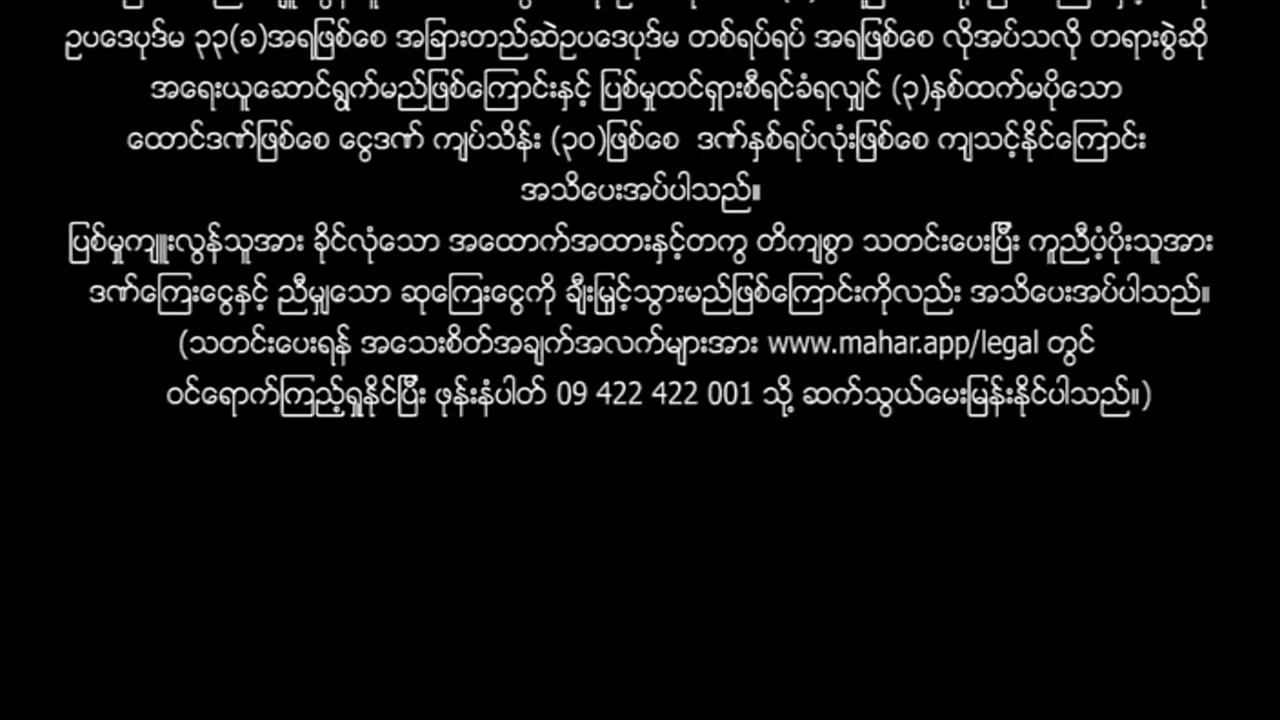 ဥပဒေပုဒ်မ ၃၃(ခ)အရဖြစ်စေ အခြားတည်ဆဲဥပဒေပုဒ်မ တစ်ရပ်ရပ် အရဖြစ်စေ လိုအပ်သလို တရားစွဲဆို
အရေးယူဆောင်ရွက်မည်ဖြစ်ကြောင်းနှင့် ပြစ်မှုထင်ရှားစီရင်ခံရလျှင် (၃)နှစ်ထက်မပိုသော
ထောင်ဒဏ်ဖြစ်စေ ငွေဒဏ် ကျပ်သိန်း (၃၀)ဖြစ်စေ ဒဏ်နှစ်ရပ်လုံးဖြစ်စေ ကျသင့်နိုင်ကြောင်း
အသိပေးအပ်ပါသည်။
ပြစ်မှုကျူးလွန်သူအား ခိုင်လုံသော အထောက်အထားနှင့်တကွ တိကျစွာ သတင်းပေးပြီး ကူညီပံ့ပိုးသူအား
ဒဏ်ကြေးငွေနှင့် ညီမျှသော ဆုကြေးငွေကို ချီးမြှင့်သွားမည်ဖြစ်ကြောင်းကိုလည်း အသိပေးအပ်ပါသည်။
(သတင်းပေးရန် အသေးစိတ်အချက်အလက်များအား www.mahar.app/legal တွင်
ဝင်ရောက်ကြည့်ရှုနိုင်ပြီး ဖုန်းနံပါတ် 09 422 422 001 သို့ ဆက်သွယ်မေးမြန်းနိုင်ပါသည်။)